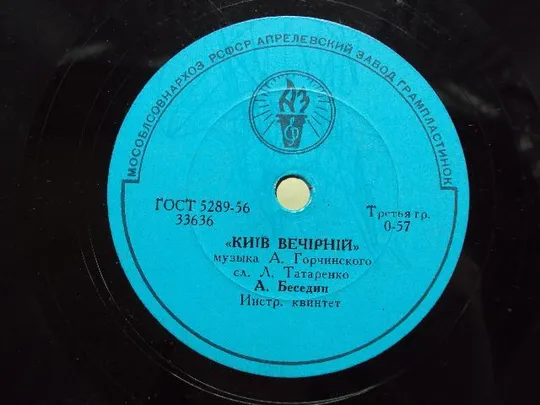 МОСОБЛСОВНАРХОЗ РСФСР АПРЕЛЕВСКИЙ ЗАВОД ГРАМПЛАСТИНОК
АЗ
ГОСТ 5289-56
33636
Третья гр.
0-57
«КИЇВ ВЕЧІРНІЙ»
музыка А. Горчинского
сл. Л. Татаренко
А. Беседин
Инстр. квинтет